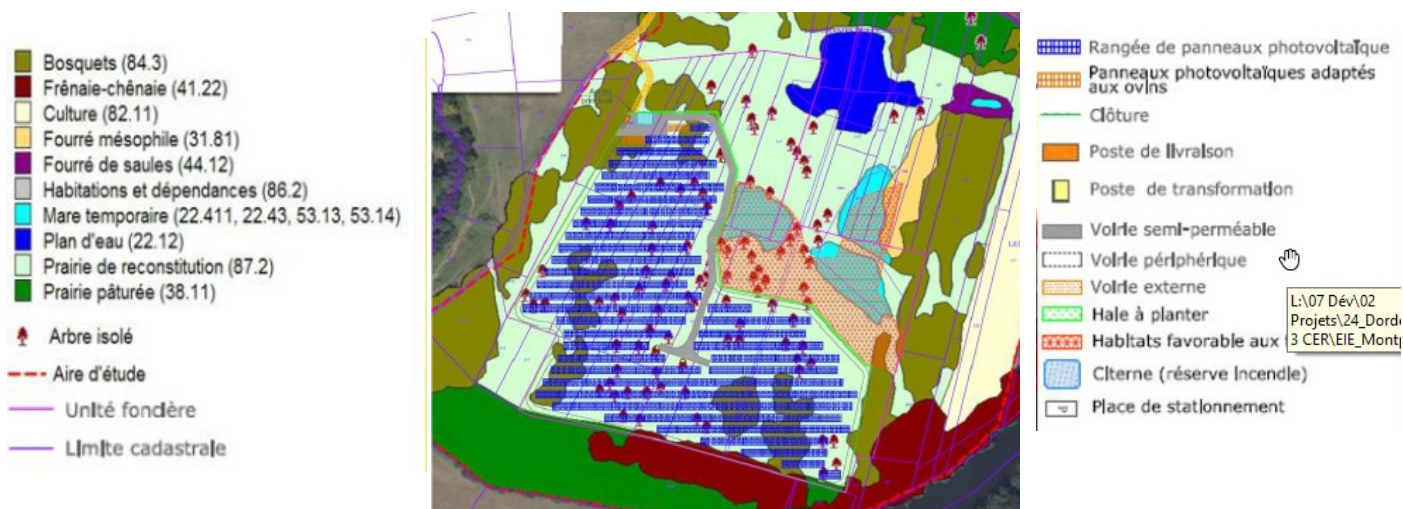 Bosquets (84.3)
Frênaie-chênaie (41.22)
Culture (82.11)
Fourré mésophile (31.81)
Fourré de saules (44.12)
Habitations et dépendances (86.2)
Mare temporaire (22.411, 22.43, 53.13, 53.14)
Plan d'eau (22.12)
Prairie de reconstitution (87.2)
Prairie pâturée (38.11)
Arbre isolé
Aire d'étude
Unité foncière
Limite cadastrale
Rangée de panneaux photovoltaïque
Panneaux photovoltaïques adaptés
aux ovins
Clôture
Poste de livraison
Poste de transformation
Voirie semi-perméable
Voirie périphérique
Voirie externe
Haie à planter
Habitats favorable aux
Citerne (réserve incendie)
P Place de stationnement
L:\07 Dév\02
Projets\24_Dord
3 CER\EIE_Mont